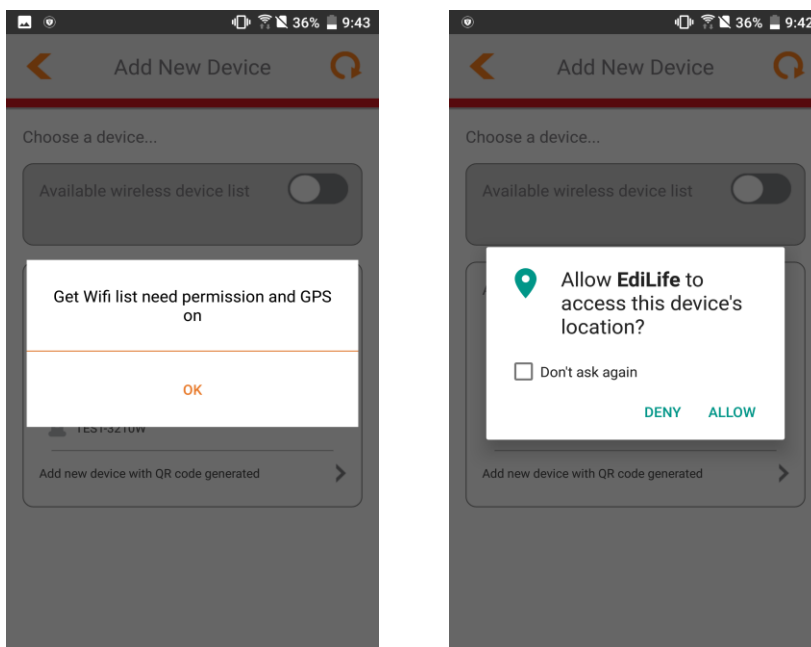 36% 9:43
Add New Device
Choose a device...
Available wireless device list
Get Wifi list need permission and GPS
on
OK
TEST-3210W
Add new device with QR code generated
36% 9:42
Add New Device
Choose a device...
Available wireless device list
Allow EdiLife to
access this device's
location?
Don't ask again
DENY ALLOW
Add new device with QR code generated